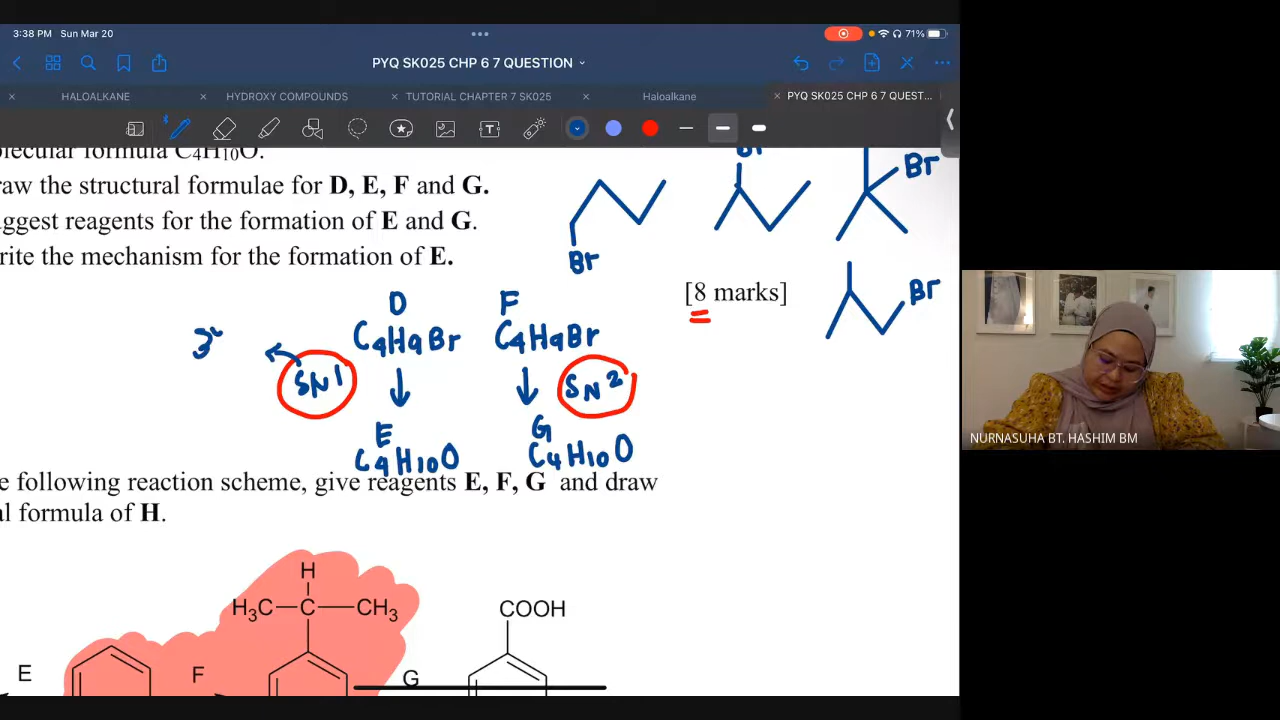 3:38 PM Sun Mar 20
71%
PYQ SK025 CHP 6 7 QUESTION
HALOALKANE
HYDROXY COMPOUNDS
TUTORIAL CHAPTER 7 SK025
Haloalkane
PYQ SK025 CHP 6 7 QUEST...
olecular formula C₄H₁₀O.
raw the structural formulae for D, E, F and G.
uggest reagents for the formation of E and G.
rite the mechanism for the formation of E.
Br
Br
Br
Br
[8 marks]
D
F
C₄H₉Br
C₄H₉Br
3°
SN1
SN2
E
G
C₄H₁₀O
C₄H₁₀O
e following reaction scheme, give reagents E, F, G and draw
al formula of H.
H
H₃C
C
CH₃
COOH
E
F
G
NURNASUHA BT. HASHIM BM